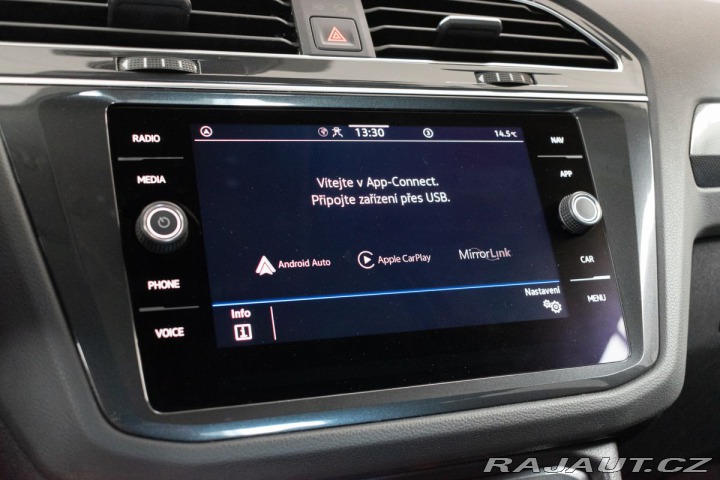 RADIO
MEDIA
PHONE
VOICE
13:30
14.5°C
Vítejte v App-Connect.
Připojte zařízení přes USB.
Android Auto
Apple CarPlay
MirrorLink
Info
Nastavení
NAV
APP
CAR
MENU
RAJAUT.CZ